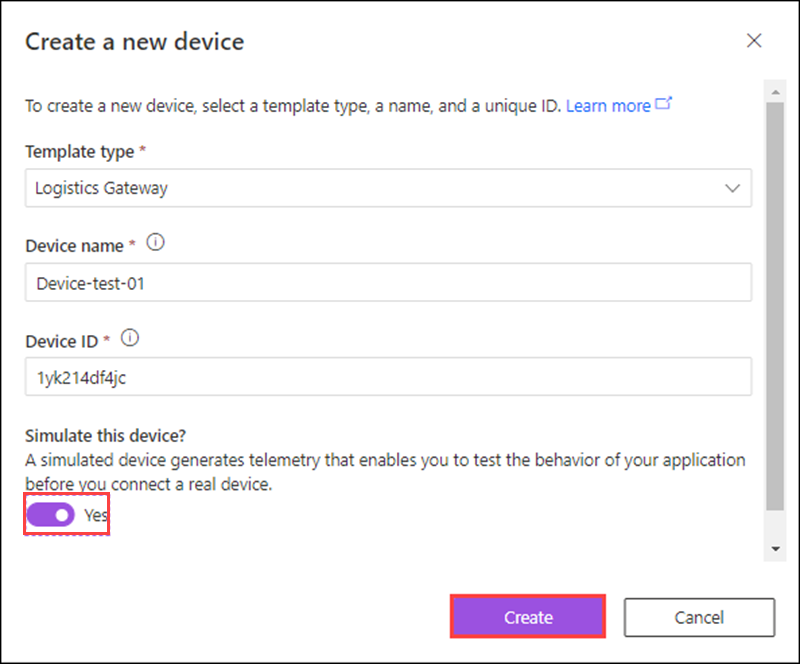 Create a new device
To create a new device, select a template type, a name, and a unique ID. Learn more
Template type *
Logistics Gateway
Device name *
Device-test-01
Device ID *
1yk214df4jc
Simulate this device?
A simulated device generates telemetry that enables you to test the behavior of your application
before you connect a real device.
Yes
Create Cancel